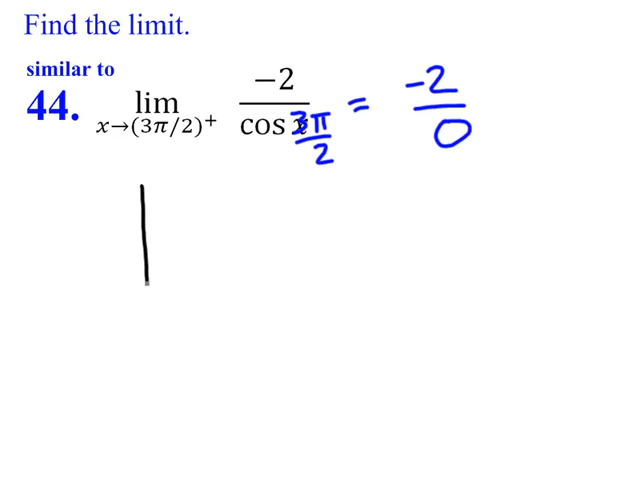 Find the limit.
similar to
44. lim x→(3π/2)⁺ −2/cos x 3π/2 = −2/0